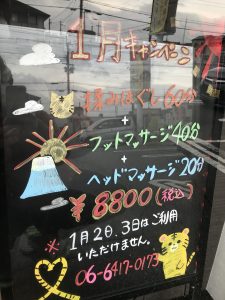 1月キャンペーン
揉みほぐし60分
+
フットマッサージ40分
+
ヘッドマッサージ20分
¥8800(税込)
※1月2日、3日はご利用
いただけません。
06-6417-0173